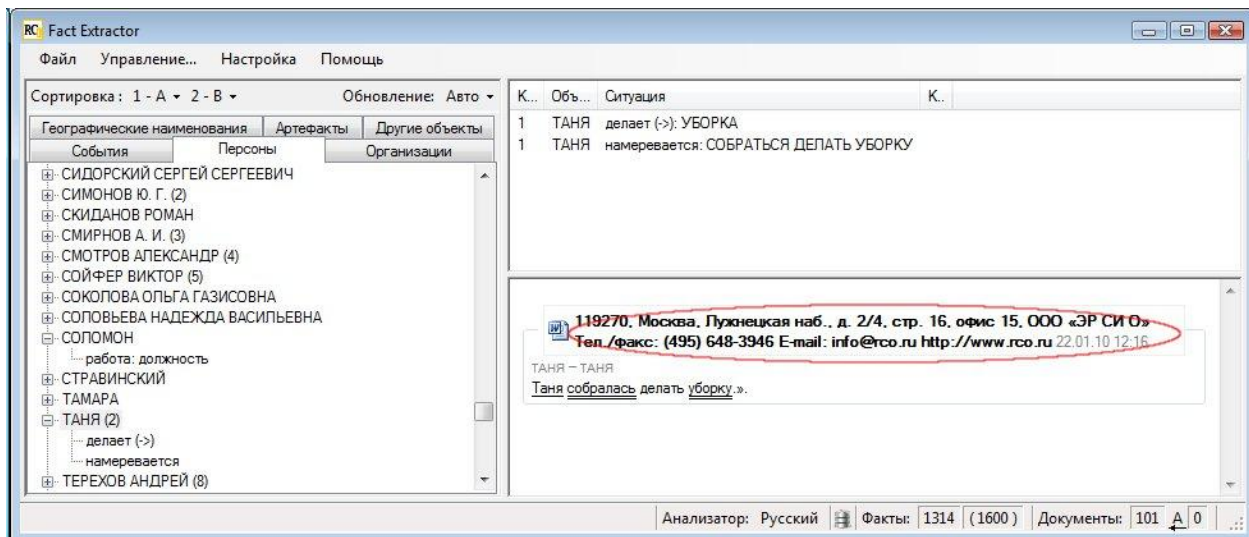 RC Fact Extractor
Файл Управление... Настройка Помощь
Сортировка: 1 - А 2 - В Обновление: Авто
Географические наименования Артефакты Другие объекты
События Персоны Организации
СИДОРСКИЙ СЕРГЕЙ СЕРГЕЕВИЧ
СИМОНОВ Ю. Г. (2)
СКИДАНОВ РОМАН
СМИРНОВ А. И. (3)
СМОТРОВ АЛЕКСАНДР (4)
СОЙФЕР ВИКТОР (5)
СОКОЛОВА ОЛЬГА ГАЗИСОВНА
СОЛОВЬЕВА НАДЕЖДА ВАСИЛЬЕВНА
СОЛОМОН
работа: должность
СТРАВИНСКИЙ
ТАМАРА
ТАНЯ (2)
делает (->)
намеревается
ТЕРЕХОВ АНДРЕЙ (8)
К... Объ... Ситуация К..
1 ТАНЯ делает (->): УБОРКА
1 ТАНЯ намеревается: СОБРАТЬСЯ ДЕЛАТЬ УБОРКУ
119270, Москва, Лужнецкая наб., д. 2/4, стр. 16, офис 15, ООО «ЭР СИ О»
Тел./факс: (495) 648-3946 E-mail: info@rco.ru http://www.rco.ru 22.01.10 12:16
ТАНЯ – ТАНЯ
Таня собралась делать уборку.».
Анализатор: Русский Факты: 1314 (1600) Документы: 101 А 0